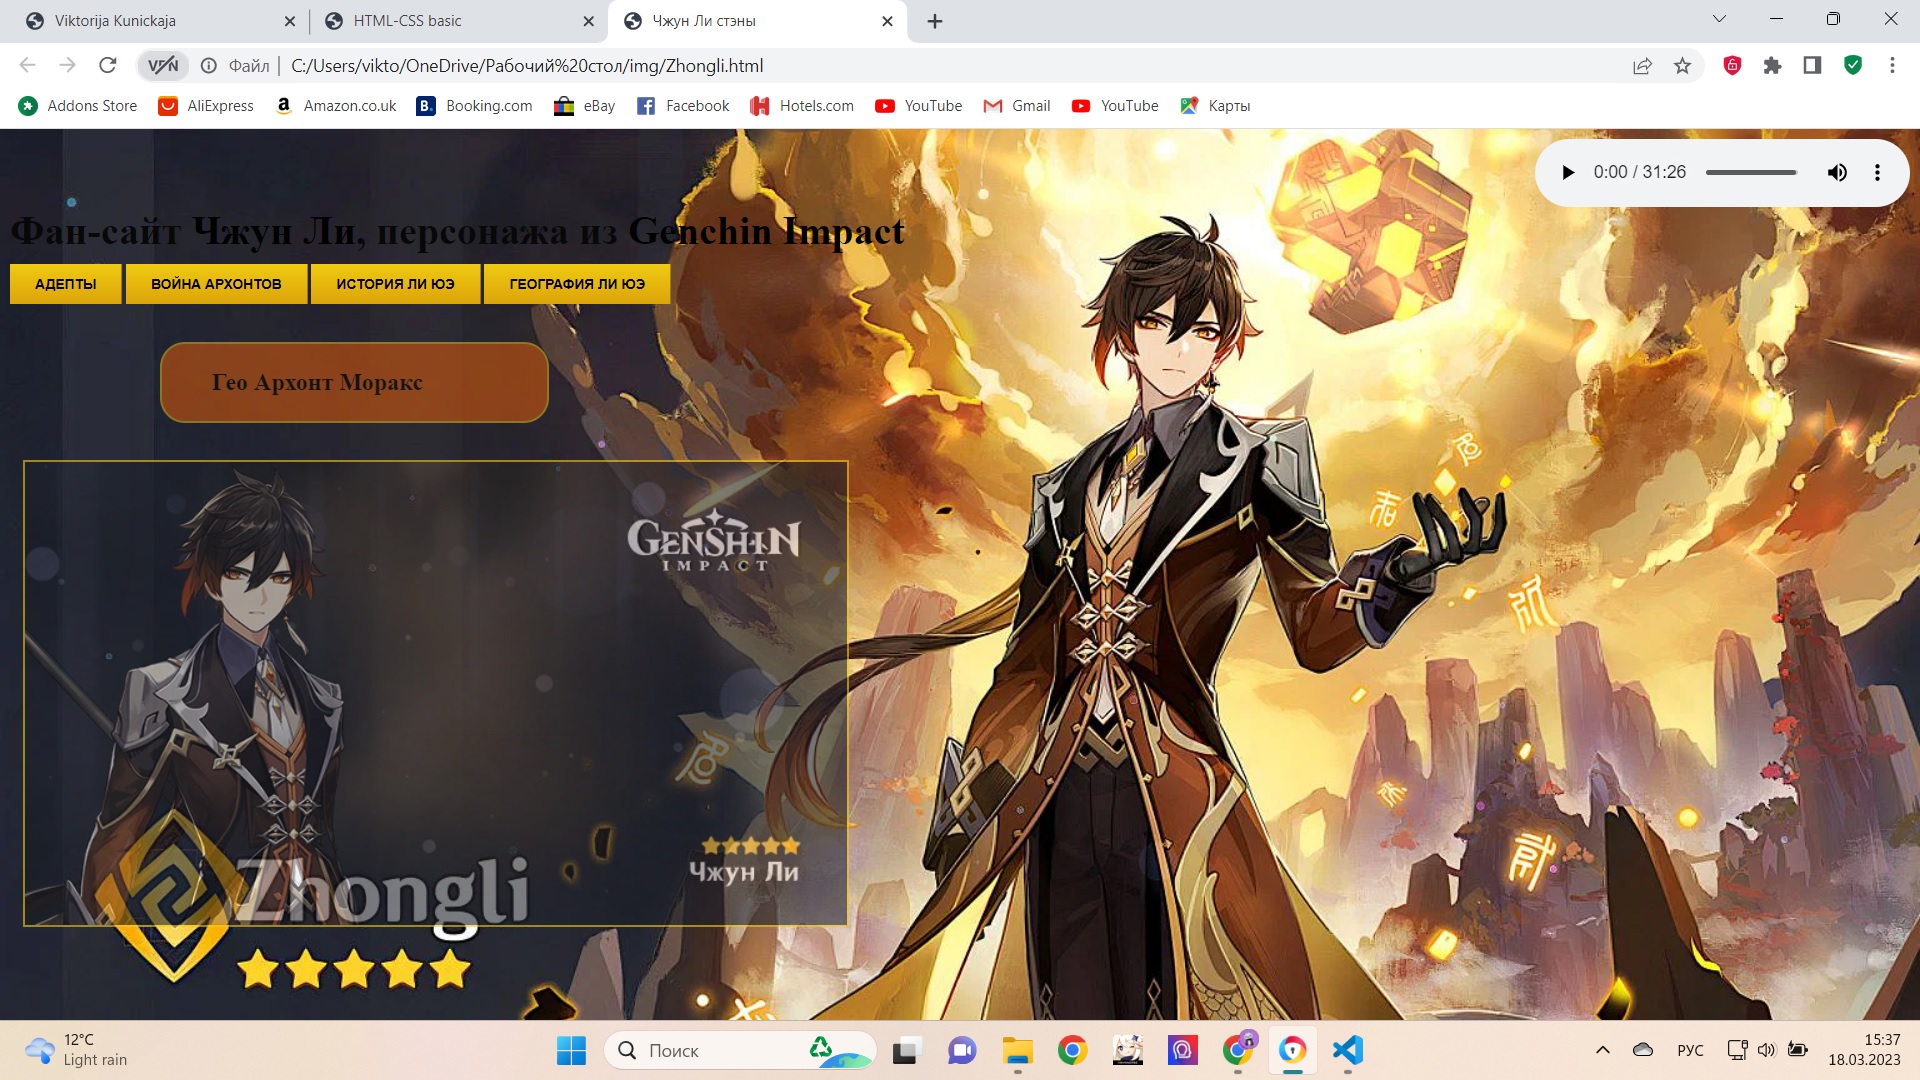 Viktorija Kunickaja
HTML-CSS basic
Чжун Ли стэны
VPN
Файл
C:/Users/vikto/OneDrive/Рабочий%20стол/img/Zhongli.html
Addons Store
AliExpress
Amazon.co.uk
Booking.com
eBay
Facebook
Hotels.com
YouTube
Gmail
YouTube
Карты
0:00 / 31:26
Фан-сайт Чжун Ли, персонажа из Genchin Impact
АДЕПТЫ
ВОЙНА АРХОНТОВ
ИСТОРИЯ ЛИ ЮЭ
ГЕОГРАФИЯ ЛИ ЮЭ
Гео Архонт Моракс
GENSHIN
IMPACT
Чжун Ли
Zhongli
12°C
Light rain
Поиск
РУС
15:37
18.03.2023